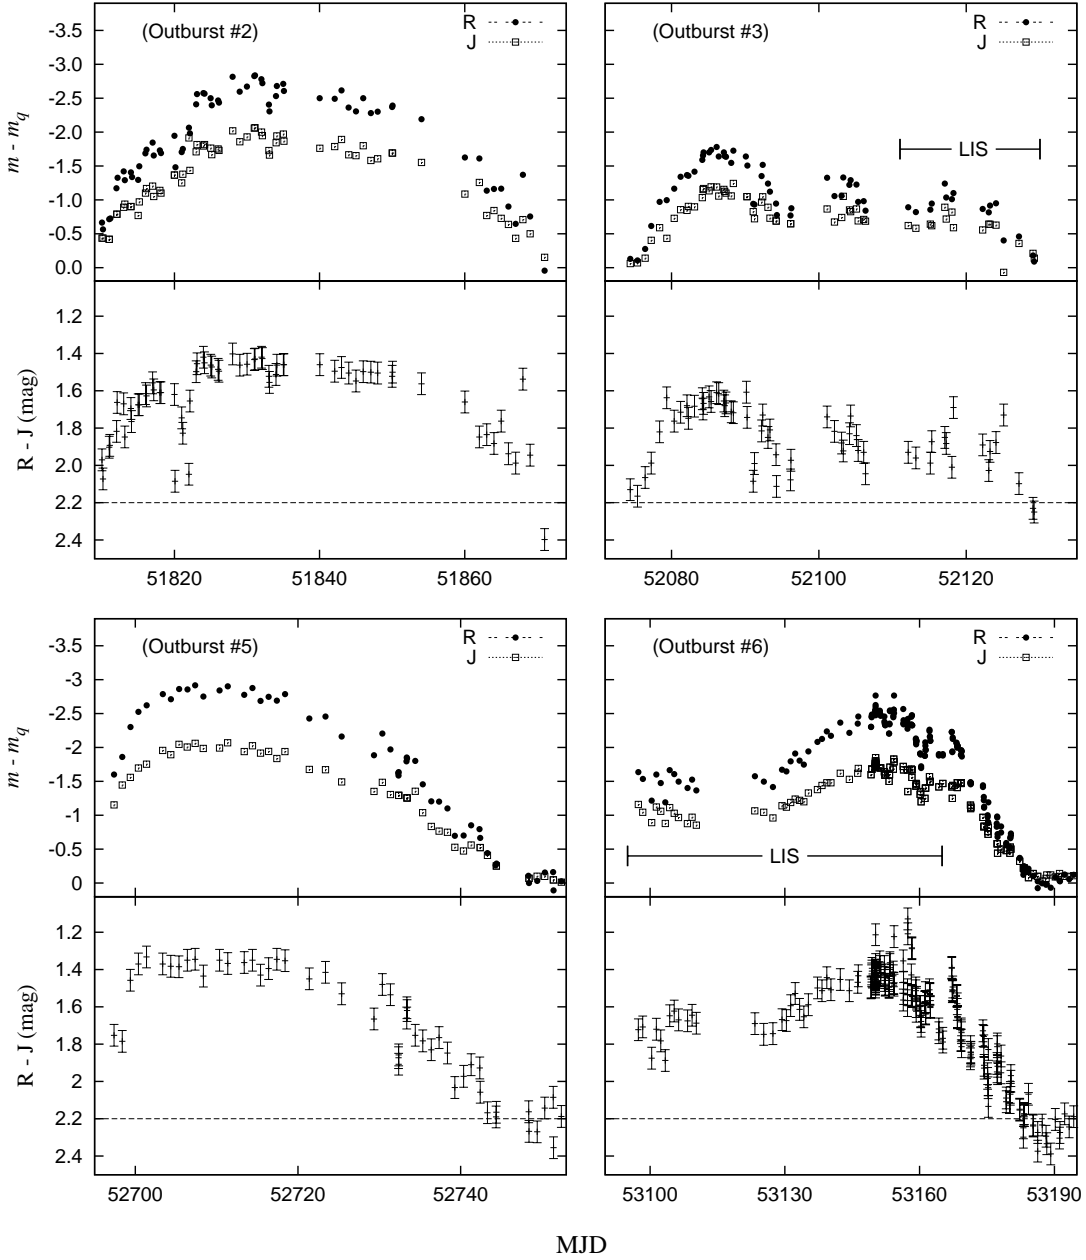 (Outburst #2)
R
J
(Outburst #3)
R
J
LIS
m - m_q
-3.5
-3.0
-2.5
-2.0
-1.5
-1.0
-0.5
0.0
R - J (mag)
1.2
1.4
1.6
1.8
2.0
2.2
2.4
51820 51840 51860
52080 52100 52120
(Outburst #5)
R
J
(Outburst #6)
R
J
LIS
m - m_q
-3.5
-3
-2.5
-2
-1.5
-1
-0.5
0
R - J (mag)
1.2
1.4
1.6
1.8
2
2.2
2.4
52700 52720 52740
53100 53130 53160 53190
MJD